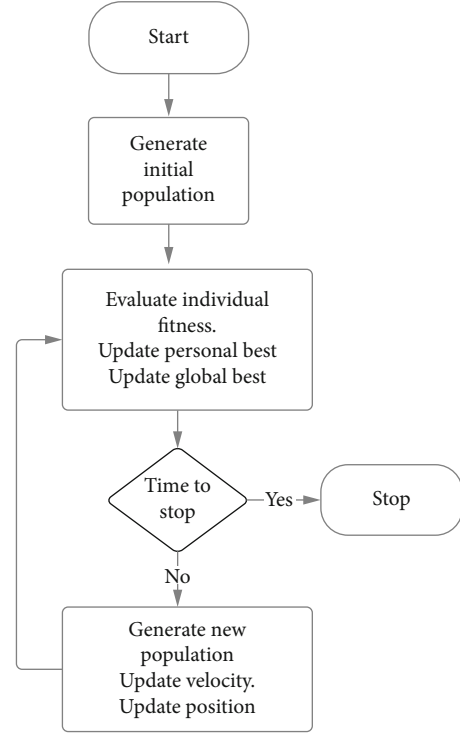 Start
Generate
initial
population
Evaluate individual
fitness.
Update personal best
Update global best
Time to
stop
Yes
Stop
No
Generate new
population
Update velocity.
Update position